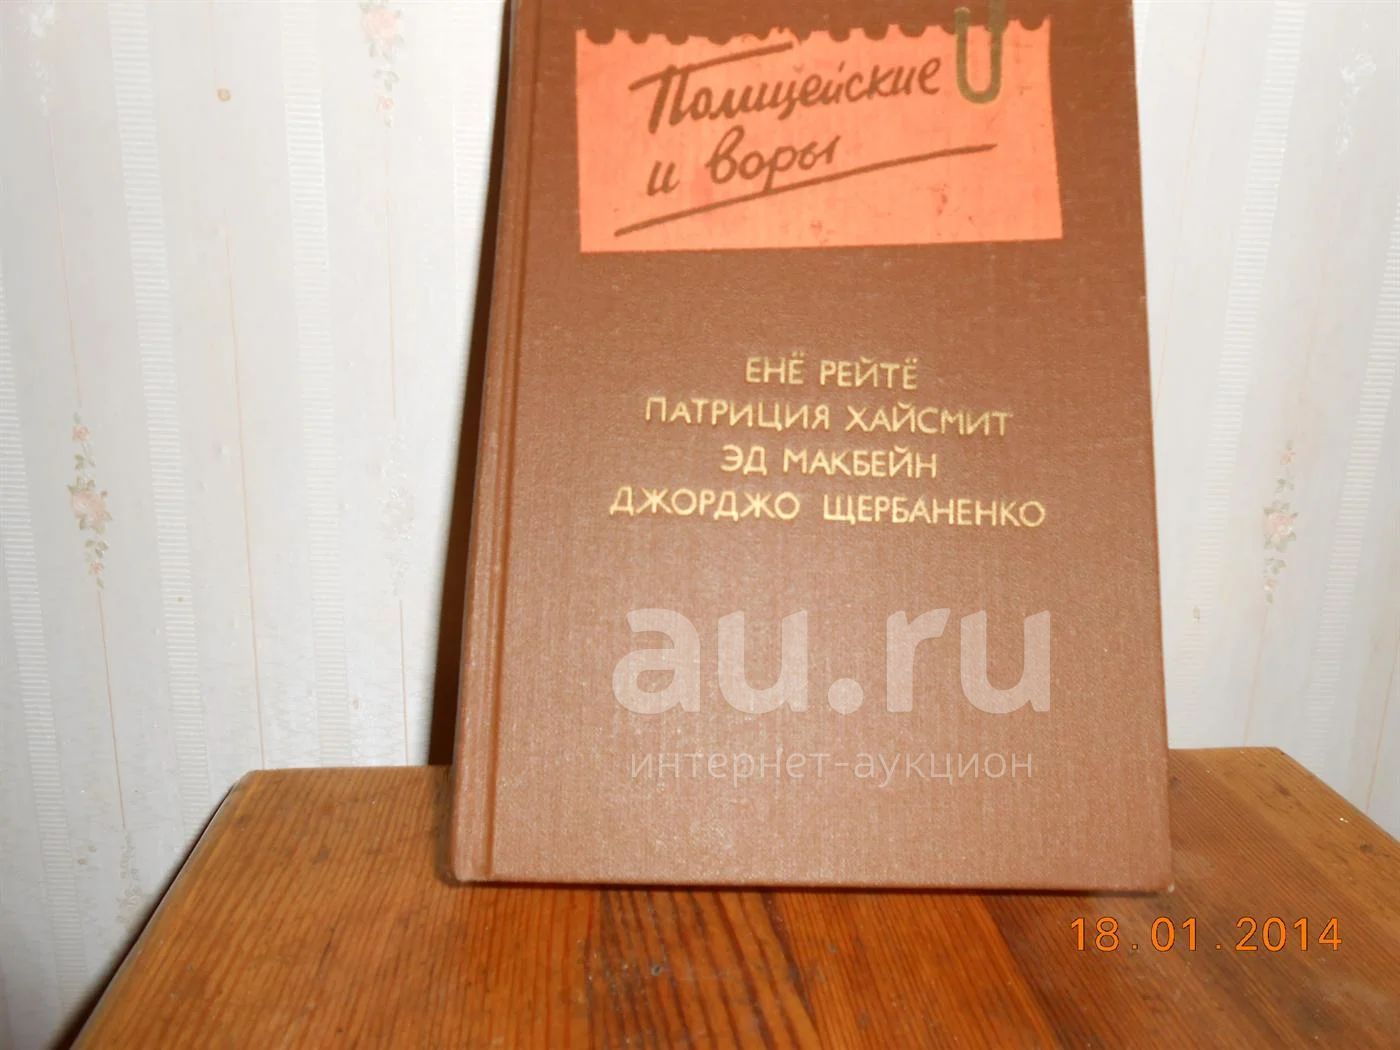 Полицейские
и воры
ЕНЁ РЕЙТЁ
ПАТРИЦИЯ ХАЙСМИТ
ЭД МАКБЕЙН
ДЖОРДЖО ЩЕРБАНЕНКО
au.ru
интернет-аукцион
18.01.2014